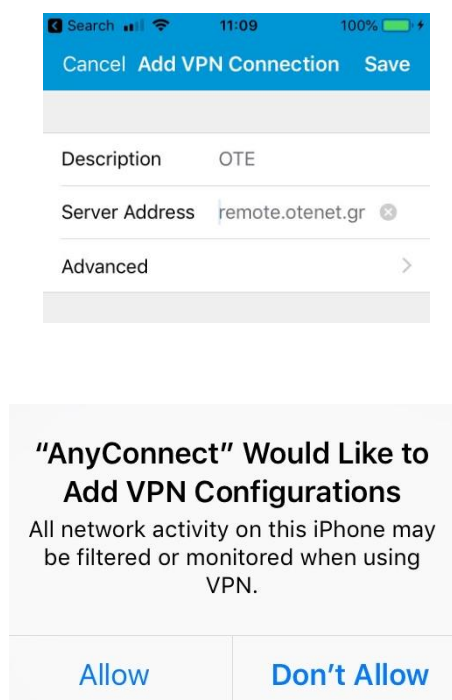 Search 11:09 100%
Cancel Add VPN Connection Save
Description OTE
Server Address remote.otenet.gr
Advanced
“AnyConnect” Would Like to
Add VPN Configurations
All network activity on this iPhone may
be filtered or monitored when using
VPN.
Allow Don’t Allow